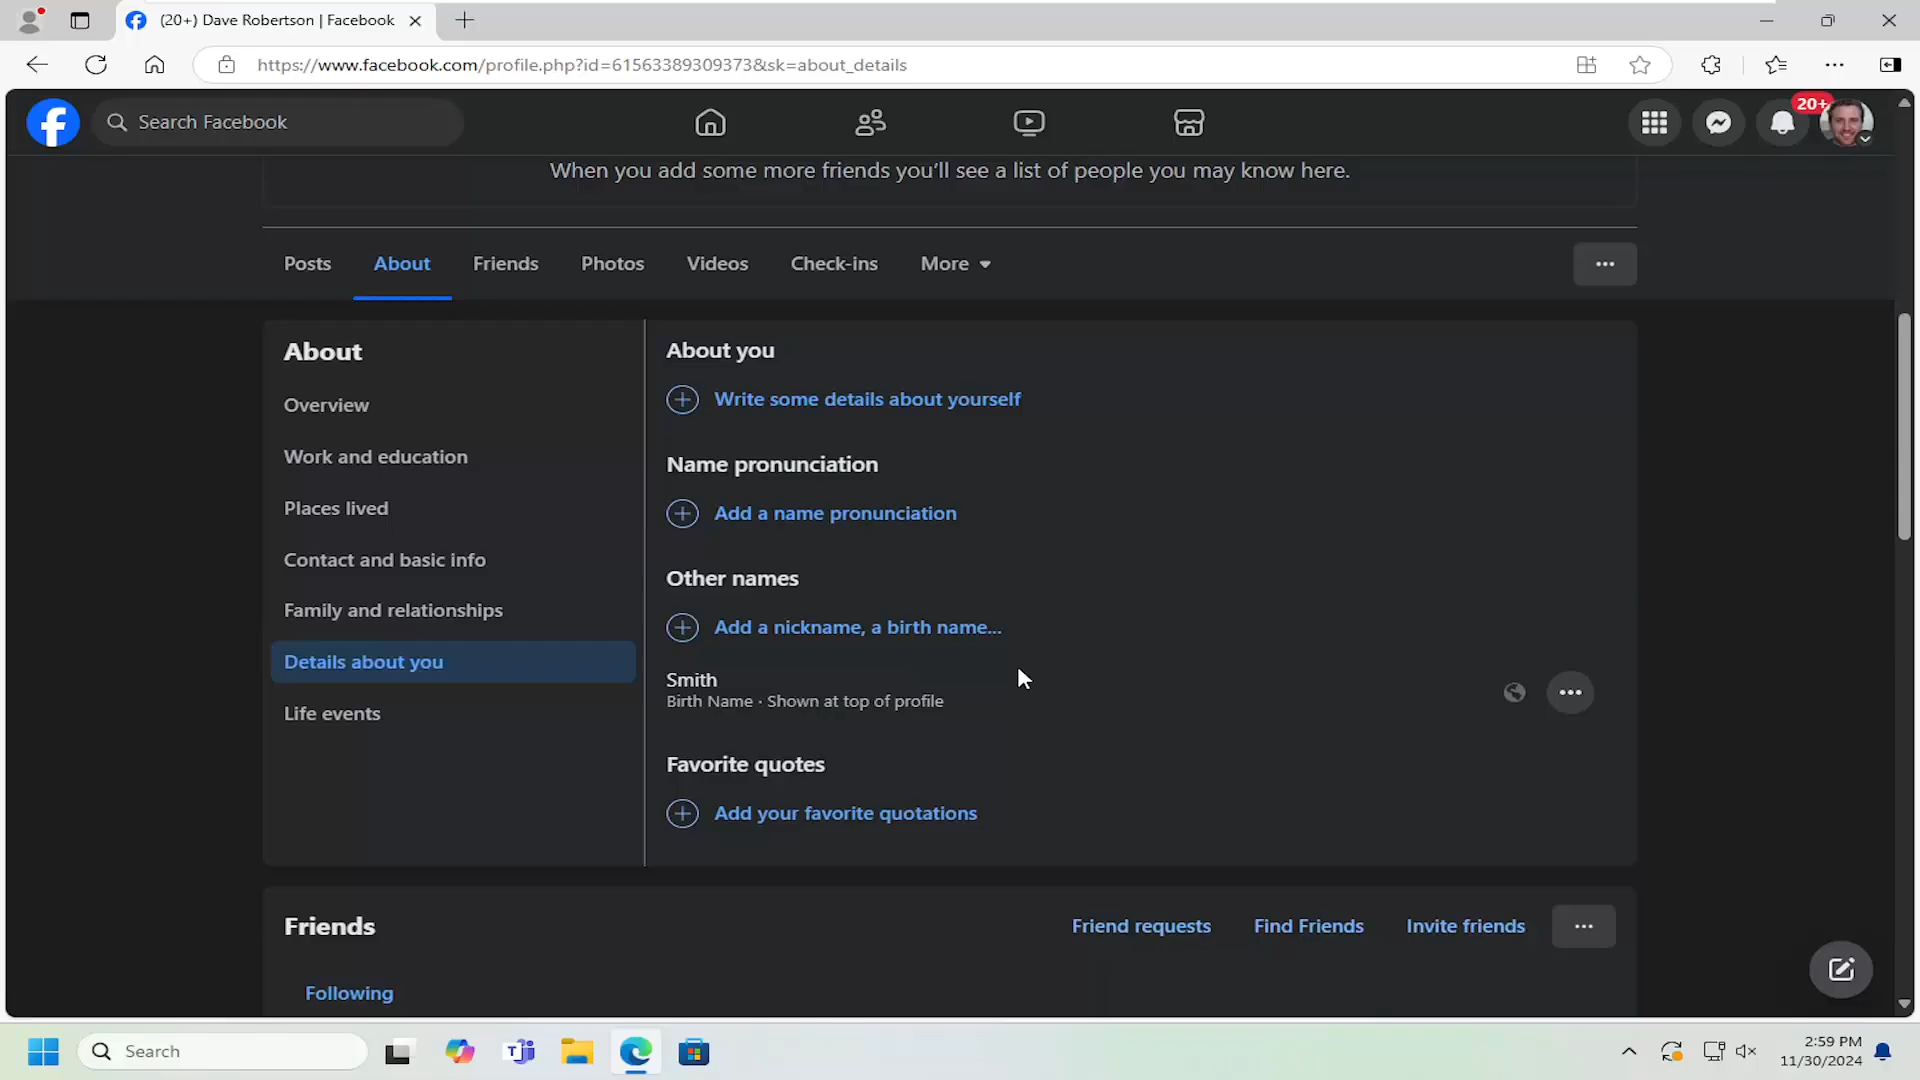 (20+) Dave Robertson | Facebook
https://www.facebook.com/profile.php?id=61563389309373&sk=about_details
Search Facebook
20+
When you add some more friends you'll see a list of people you may know here.
Posts
About
Friends
Photos
Videos
Check-ins
More
About
Overview
Work and education
Places lived
Contact and basic info
Family and relationships
Details about you
Life events
About you
Write some details about yourself
Name pronunciation
Add a name pronunciation
Other names
Add a nickname, a birth name...
Smith
Birth Name · Shown at top of profile
Favorite quotes
Add your favorite quotations
Friends
Friend requests
Find Friends
Invite friends
Following
Search
2:59 PM
11/30/2024